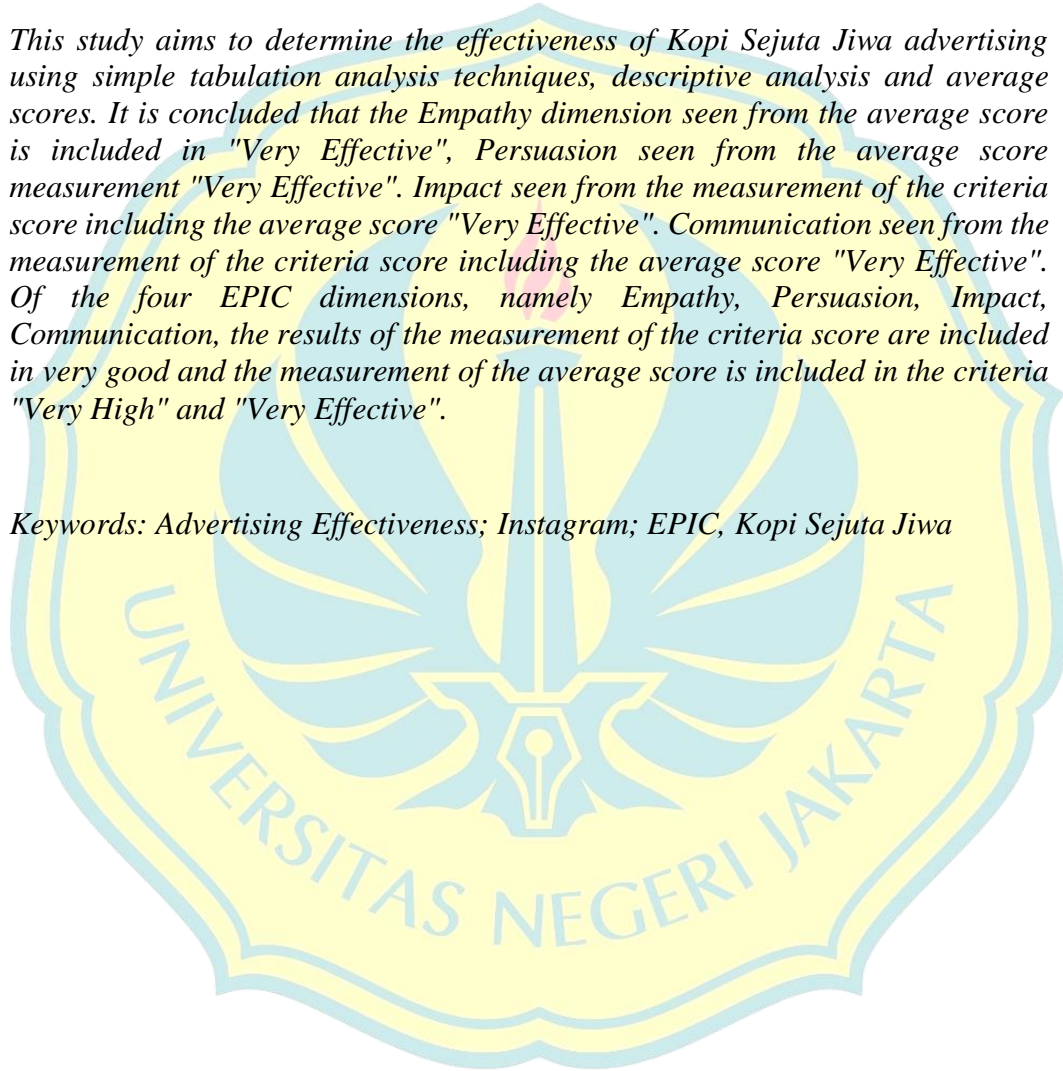 This study aims to determine the effectiveness of Kopi Sejuta Jiwa advertising
using simple tabulation analysis techniques, descriptive analysis and average
scores. It is concluded that the Empathy dimension seen from the average score
is included in "Very Effective", Persuasion seen from the average score
measurement "Very Effective". Impact seen from the measurement of the criteria
score including the average score "Very Effective". Communication seen from the
measurement of the criteria score including the average score "Very Effective".
Of the four EPIC dimensions, namely Empathy, Persuasion, Impact,
Communication, the results of the measurement of the criteria score are included
in very good and the measurement of the average score is included in the criteria
"Very High" and "Very Effective".
Keywords: Advertising Effectiveness; Instagram; EPIC, Kopi Sejuta Jiwa
UNIVERSITAS NEGERI JAKARTA